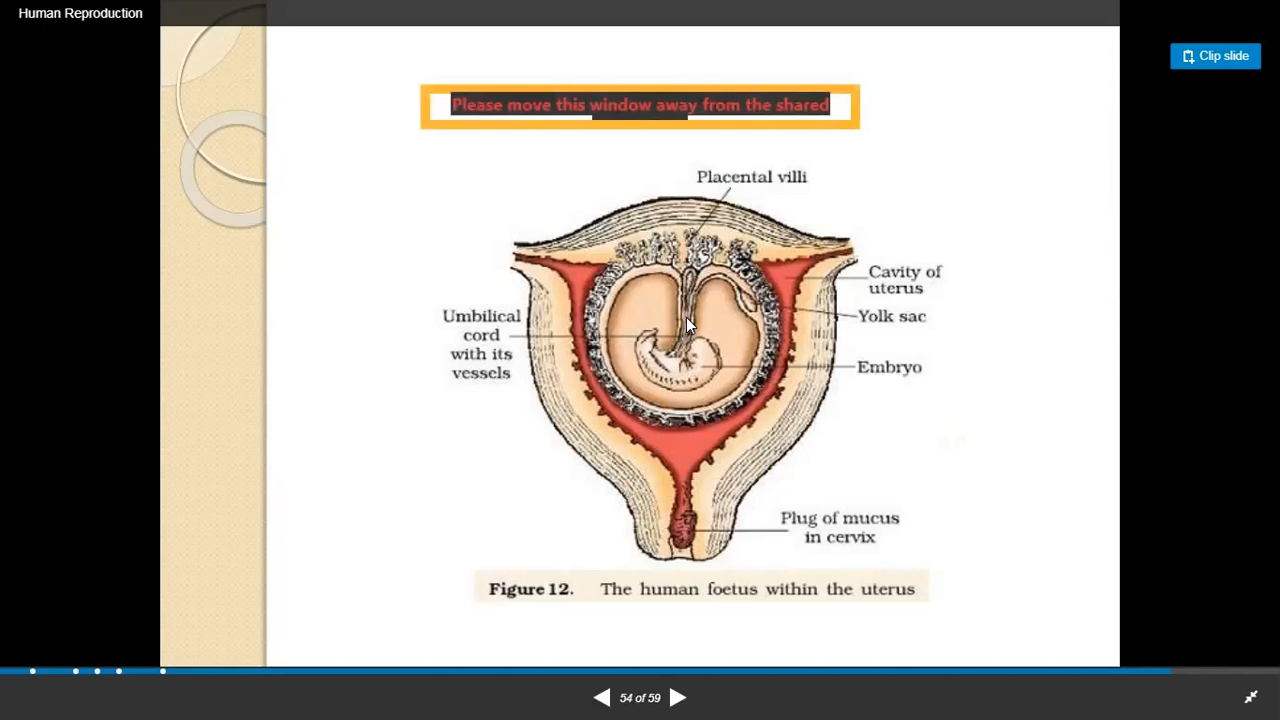 Human Reproduction
Clip slide
Please move this window away from the shared
Placental villi
Cavity of
uterus
Umbilical
cord
with its
vessels
Yolk sac
Embryo
Plug of mucus
in cervix
Figure 12. The human foetus within the uterus
54 of 59